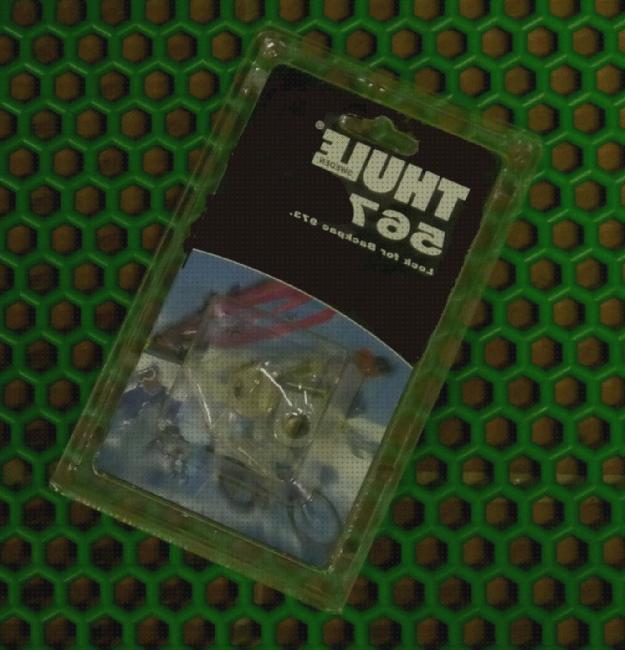 THULE®
SWEDEN
567
Lock for Backpac 973.